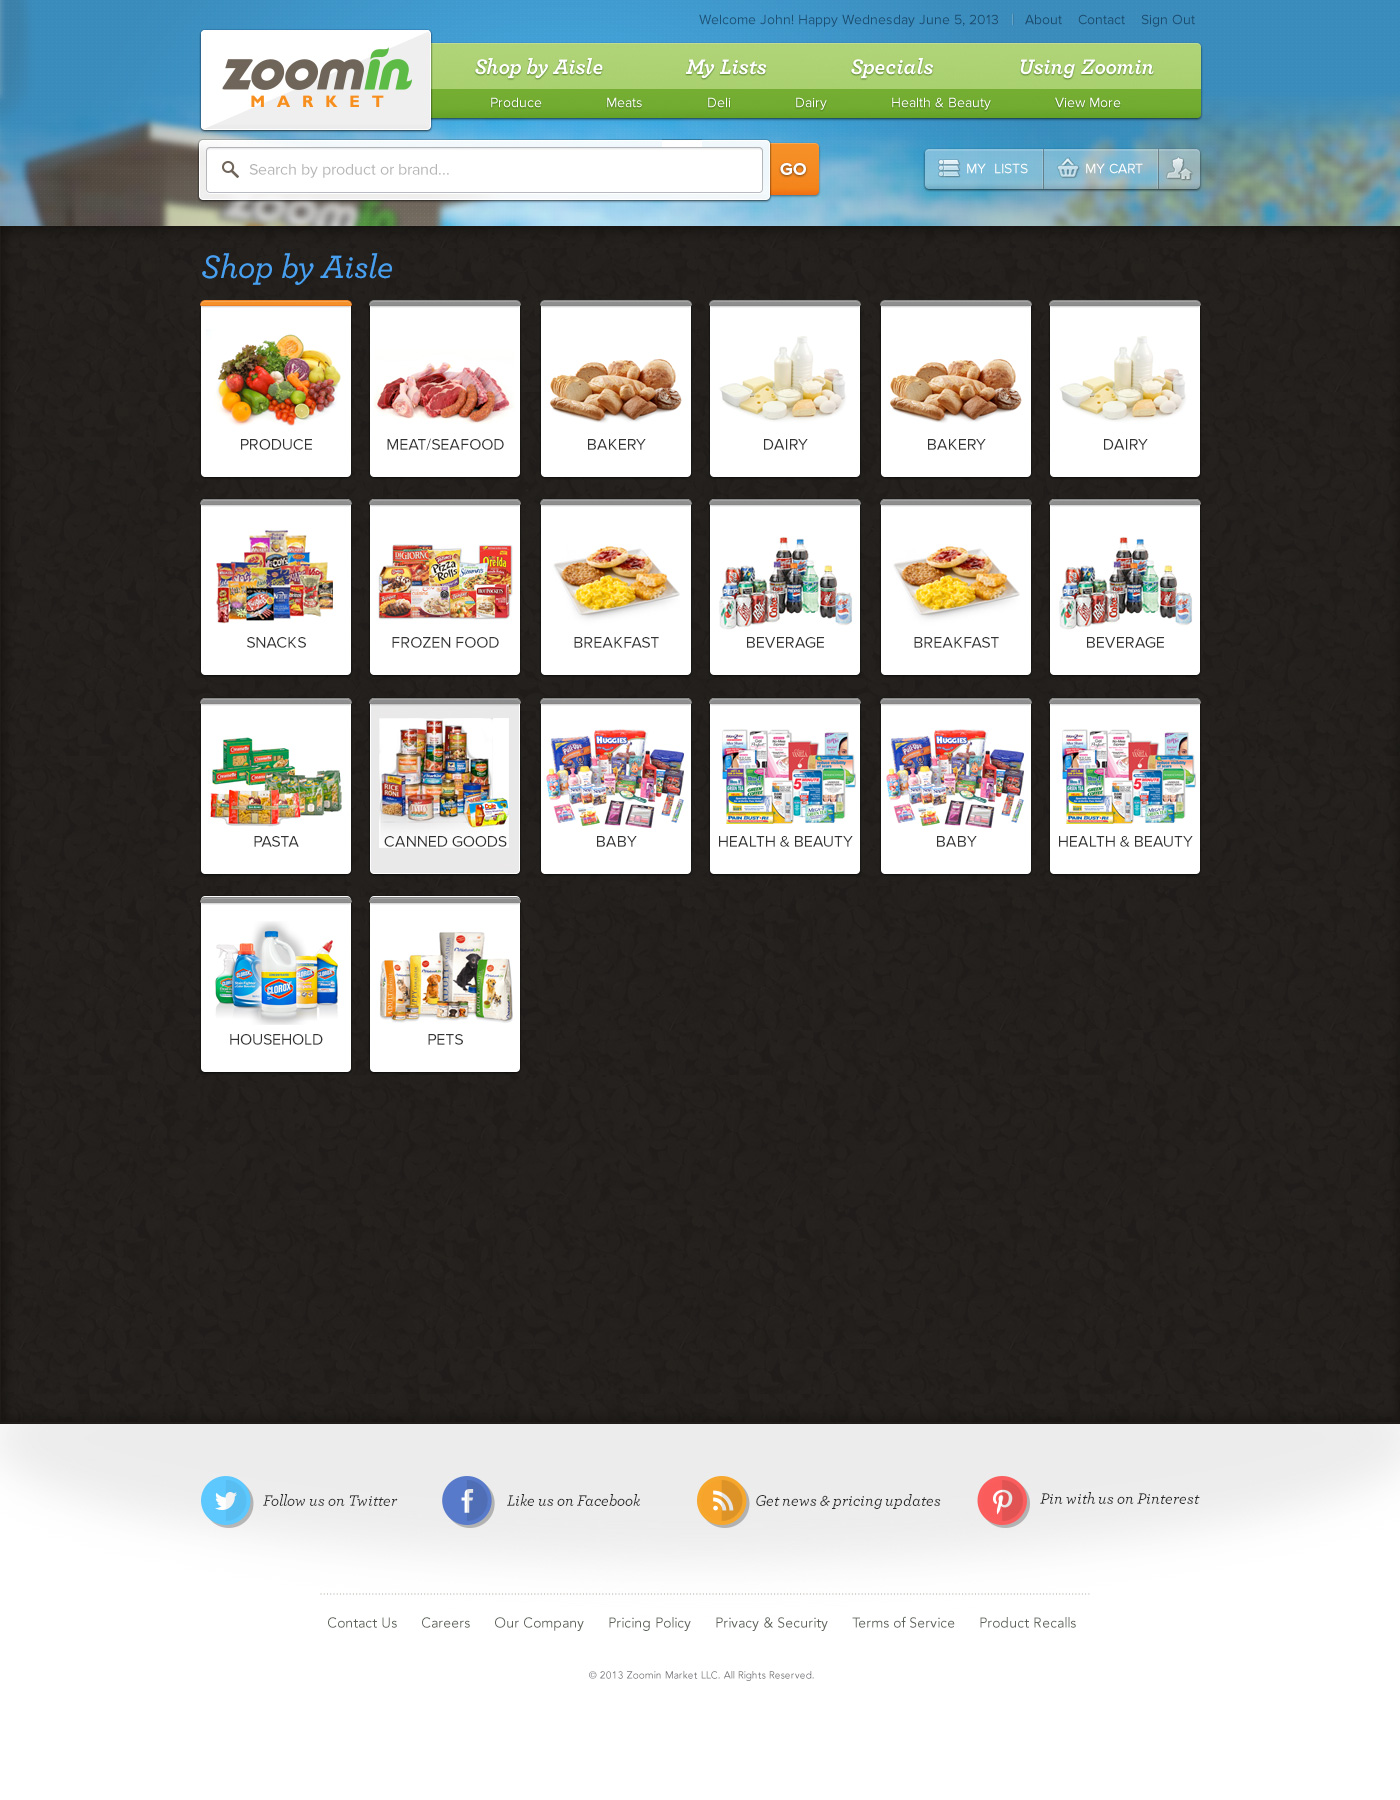 Welcome John! Happy Wednesday June 5, 2013 About Contact Sign Out
zoomin
MARKET
Shop by Aisle My Lists Specials Using Zoomin
Produce Meats Deli Dairy Health & Beauty View More
Search by product or brand...
GO
MY LISTS
MY CART
zoomin
Shop by Aisle
PRODUCE MEAT/SEAFOOD BAKERY DAIRY BAKERY DAIRY
SNACKS FROZEN FOOD BREAKFAST BEVERAGE BREAKFAST BEVERAGE
PASTA CANNED GOODS BABY HEALTH & BEAUTY BABY HEALTH & BEAUTY
HOUSEHOLD PETS
Follow us on Twitter
Like us on Facebook
Get news & pricing updates
Pin with us on Pinterest
Contact Us Careers Our Company Pricing Policy Privacy & Security Terms of Service Product Recalls
© 2013 Zoomin Market LLC. All Rights Reserved.